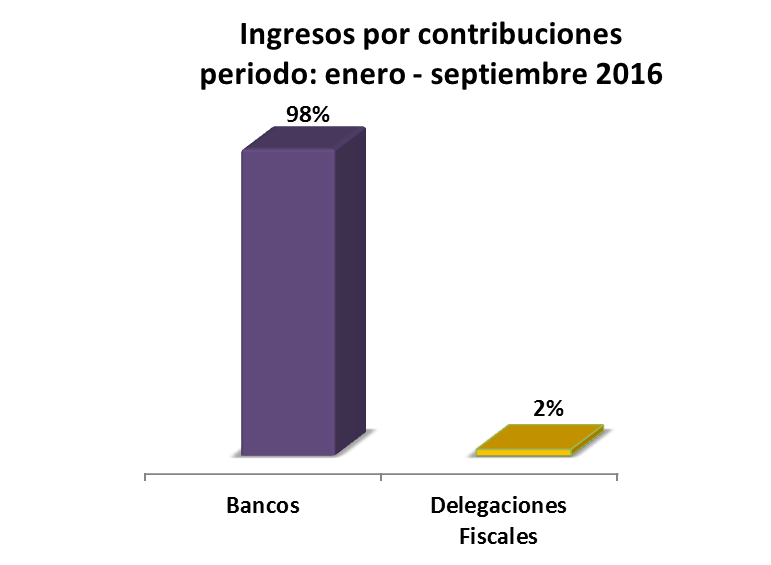 Ingresos por contribuciones
periodo: enero - septiembre 2016
98%
2%
Bancos
Delegaciones
Fiscales